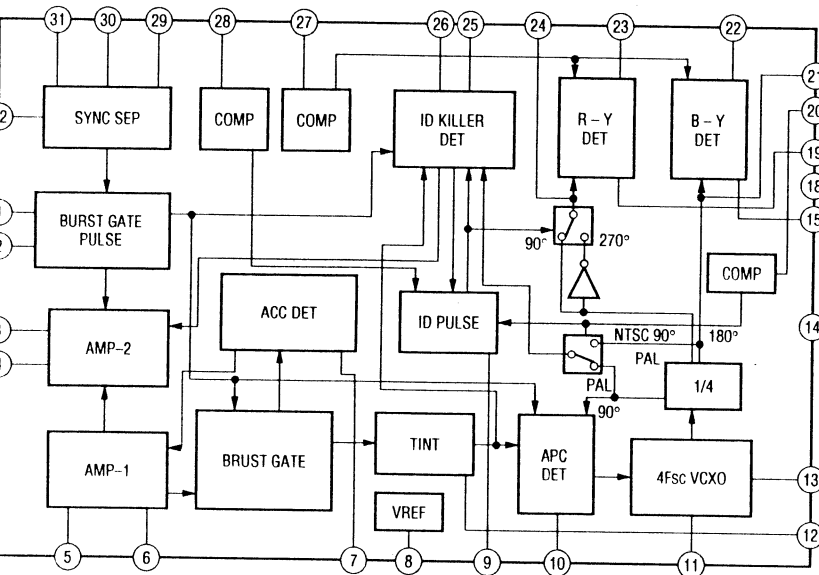 31 30 29 28 27 26 25 24 23 22
21
20
SYNC SEP
COMP
COMP
ID KILLER
DET
R – Y
DET
B – Y
DET
19
18
15
BURST GATE
PULSE
90°
270°
COMP
ACC DET
ID PULSE
AMP–2
NTSC 90°
180°
14
PAL
PAL
90°
1/4
AMP–1
BRUST GATE
TINT
APC
DET
4FSC VCXO
13
VREF
12
5 6 7 8 9 10 11